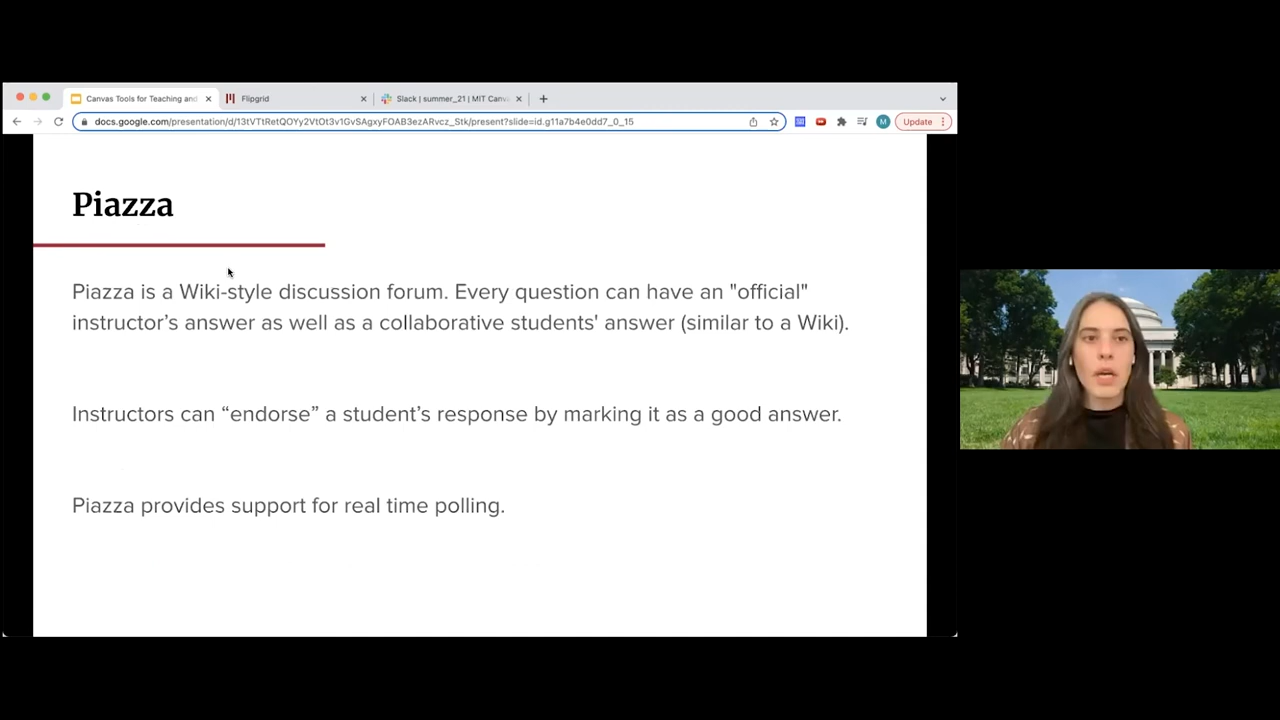 Canvas Tools for Teaching and
Flipgrid
Slack | summer_21 | MIT Canv
docs.google.com/presentation/d/13tVTtRetQOYy2VtOt3v1GvSAgxyFOAB3ezARvcz_Stk/present?slide=id.g11a7b4e0dd7_0_15
M
Update
Piazza
Piazza is a Wiki-style discussion forum. Every question can have an "official"
instructor’s answer as well as a collaborative students' answer (similar to a Wiki).
Instructors can “endorse” a student’s response by marking it as a good answer.
Piazza provides support for real time polling.